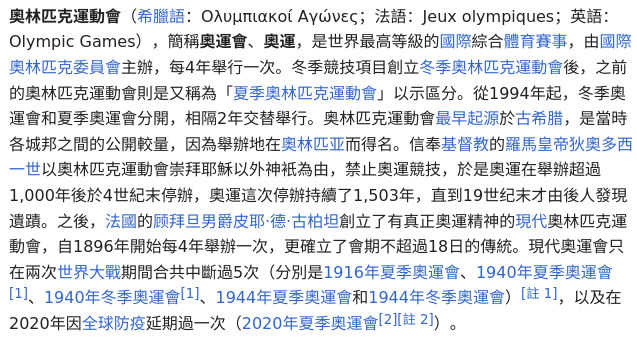 奧林匹克運動會（希臘語：Ολυμπιακοί Αγώνες；法語：Jeux olympiques；英語：
Olympic Games），簡稱奧運會、奧運，是世界最高等級的國際綜合體育賽事，由國際
奧林匹克委員會主辦，每4年舉行一次。冬季競技項目創立冬季奧林匹克運動會後，之前
的奧林匹克運動會則是又稱為「夏季奧林匹克運動會」以示區分。從1994年起，冬季奧
運會和夏季奧運會分開，相隔2年交替舉行。奧林匹克運動會最早起源於古希腊，是當時
各城邦之間的公開較量，因為舉辦地在奧林匹亚而得名。信奉基督教的羅馬皇帝狄奧多西
一世以奧林匹克運動會崇拜耶穌以外神衹為由，禁止奧運競技，於是奧運在舉辦超過
1,000年後於4世紀末停辦，奧運這次停辦持續了1,503年，直到19世纪末才由後人發現
遺蹟。之後，法國的顾拜旦男爵皮耶·德·古柏坦創立了有真正奧運精神的現代奧林匹克運
動會，自1896年開始每4年舉辦一次，更確立了會期不超過18日的傳統。現代奧運會只
在兩次世界大戰期間合共中斷過5次（分別是1916年夏季奧運會、1940年夏季奧運會
[1]、1940年冬季奧運會[1]、1944年夏季奧運會和1944年冬季奧運會）[註 1]，以及在
2020年因全球防疫延期過一次（2020年夏季奧運會[2][註 2]）。